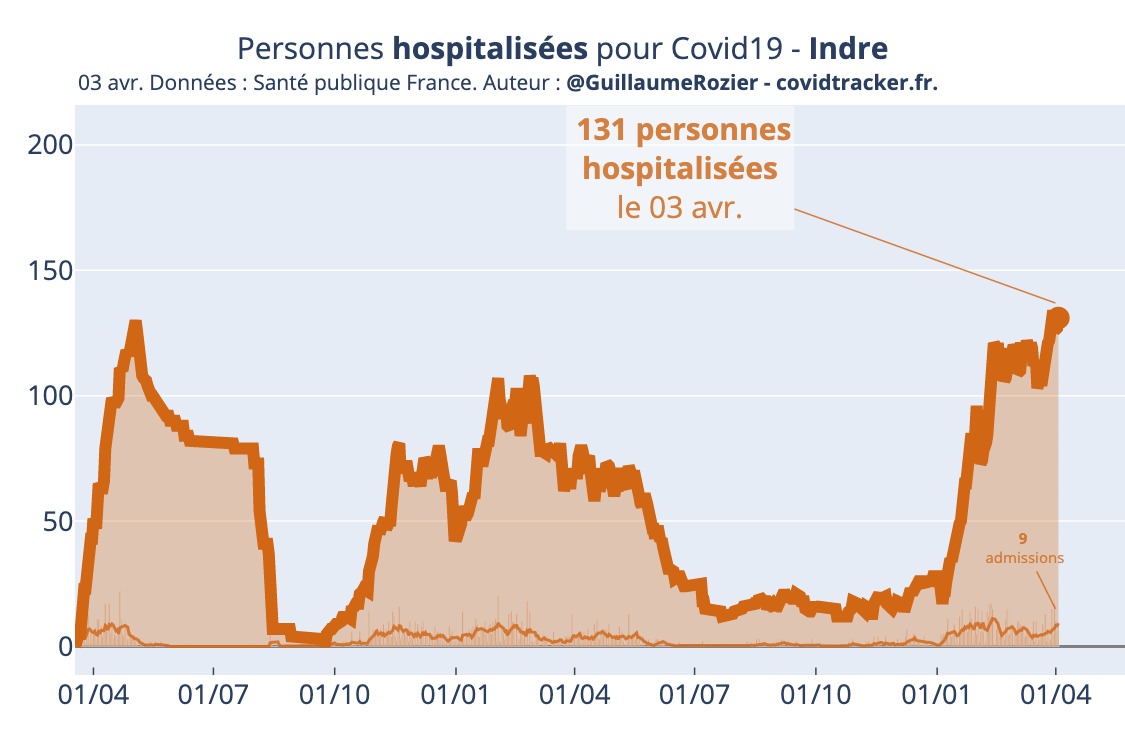 Personnes hospitalisées pour Covid19 - Indre
03 avr. Données : Santé publique France. Auteur : @GuillaumeRozier - covidtracker.fr.
131 personnes
hospitalisées
le 03 avr.
200
150
100
50
0
9
admissions
01/04 01/07 01/10 01/01 01/04 01/07 01/10 01/01 01/04